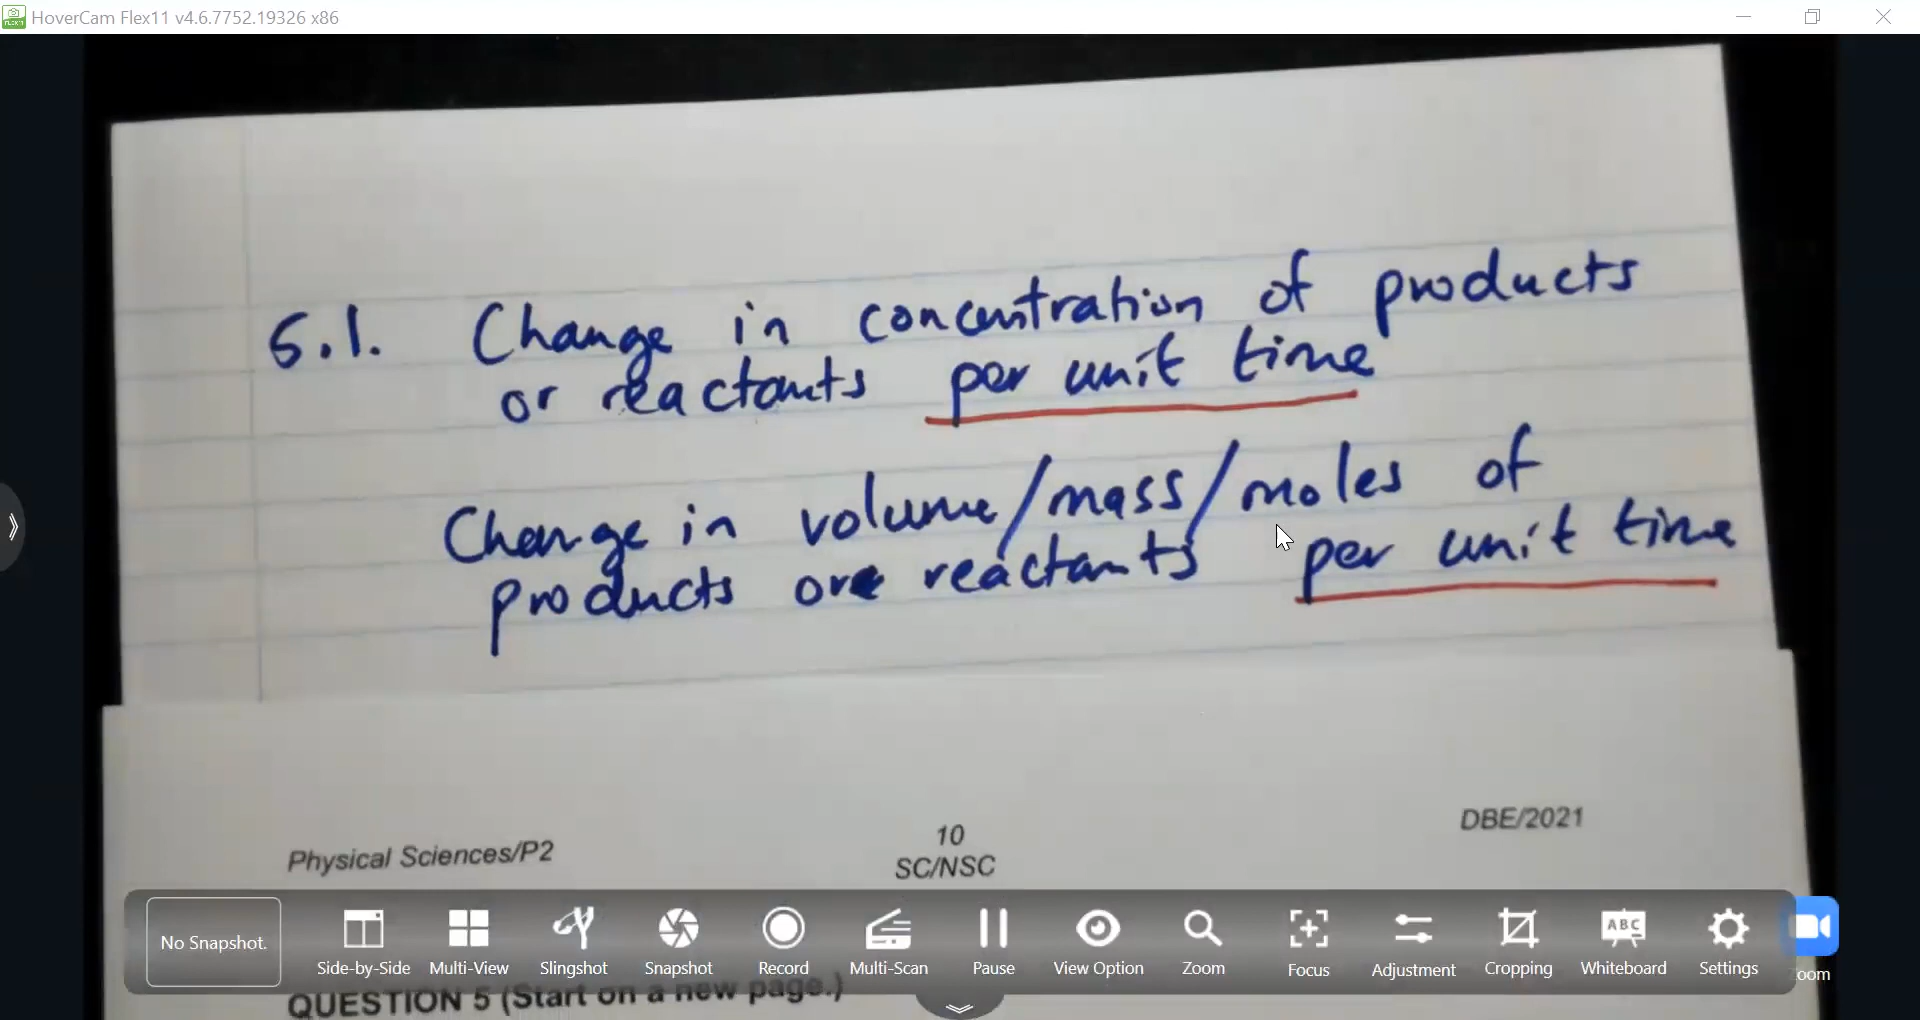 HoverCam Flex11 v4.6.7752.19326 x86
5.1. Change in concentration of products
or reactants per unit time
Change in volume/mass/moles of
products or reactants per unit time
Physical Sciences/P2
10
SC/NSC
DBE/2021
No Snapshot.
Side-by-Side
Multi-View
Slingshot
Snapshot
Record
Multi-Scan
Pause
View Option
Zoom
Focus
Adjustment
ABC
Cropping
Whiteboard
Settings
oom
QUESTION 5 (Start on a new page.)